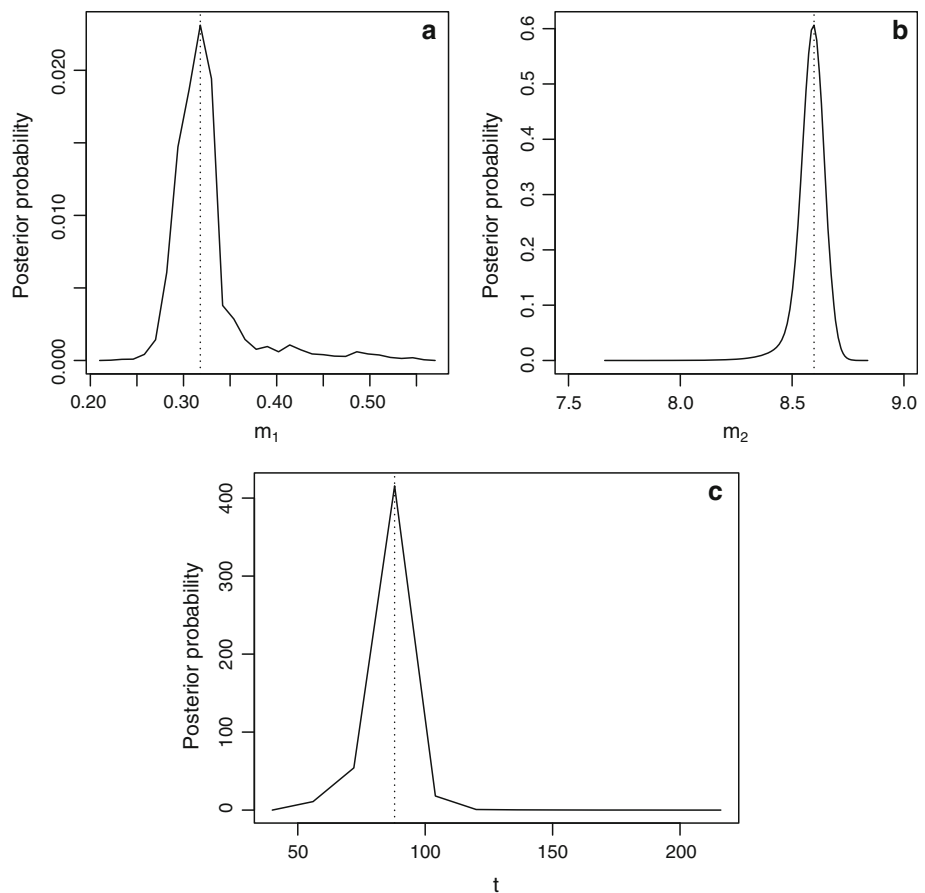 a
Posterior probability
0.000 0.010 0.020
0.20 0.30 0.40 0.50
m1
b
Posterior probability
0.0 0.1 0.2 0.3 0.4 0.5 0.6
7.5 8.0 8.5 9.0
m2
c
Posterior probability
0 100 200 300 400
50 100 150 200
t